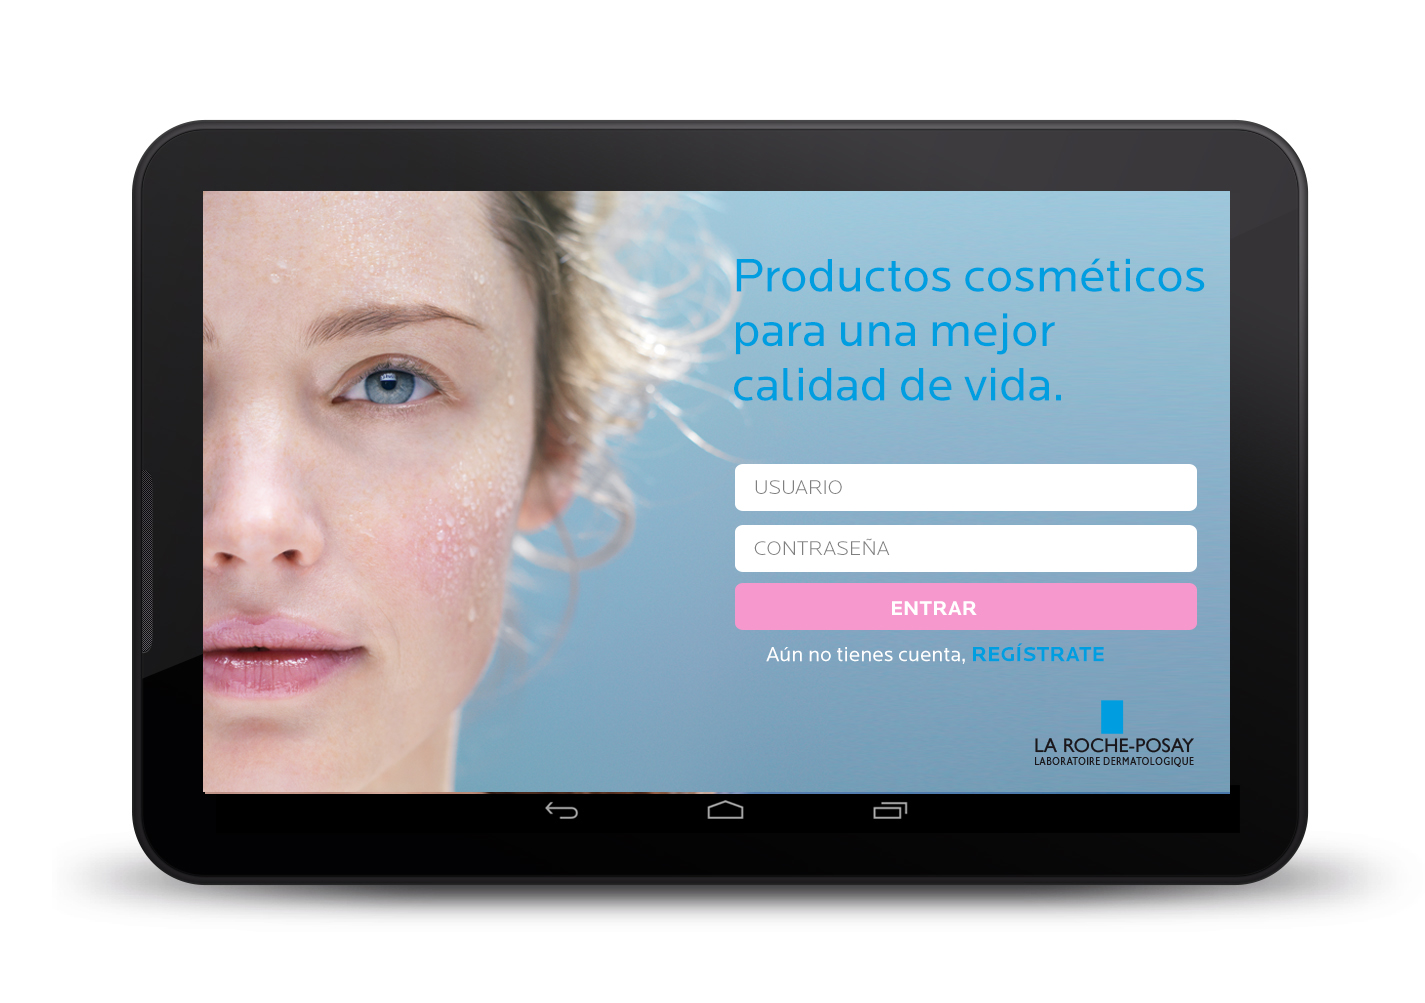 Productos cosméticos
para una mejor
calidad de vida.
USUARIO
CONTRASEÑA
ENTRAR
Aún no tienes cuenta, REGÍSTRATE
LA ROCHE-POSAY
LABORATOIRE DERMATOLOGIQUE